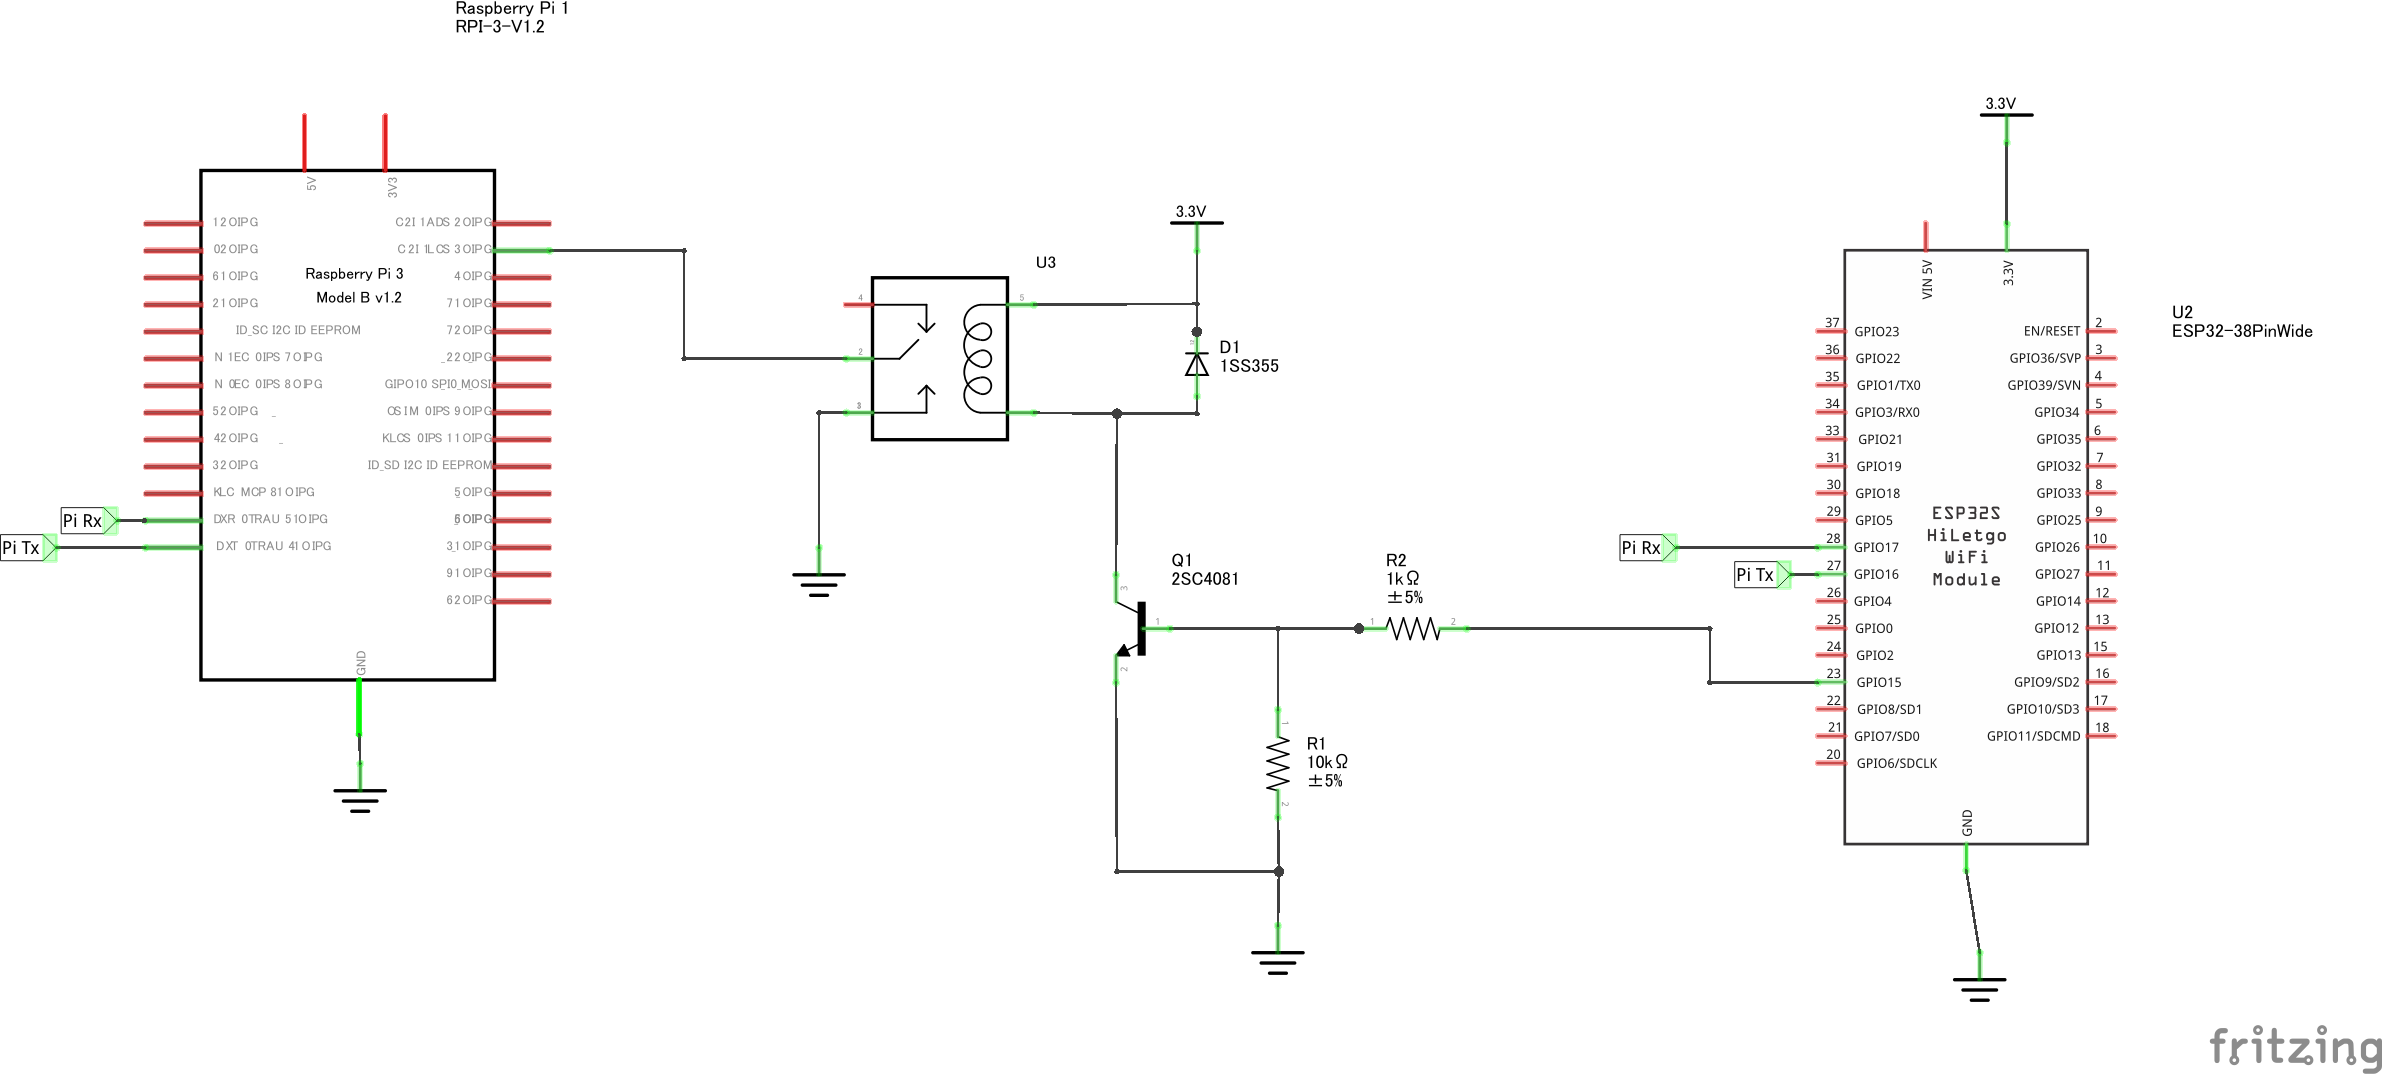 Raspberry Pi 1
RPI-3-V1.2
5V
3V3
12OIPG
02OIPG
61OIPG
21OIPG
ID_SC I2C ID EEPROM
N 1EC 0IPS 7OIPG
N 0EC 0IPS 8OIPG
52OIPG
42OIPG
32OIPG
KLC MCP 81OIPG
DXR 0TRAU 51OIPG
DXT 0TRAU 41OIPG
Raspberry Pi 3
Model B v1.2
C2I 1ADS 2OIPG
C2I 1LCS 3OIPG
4OIPG
71OIPG
72OIPG
_22OIPG
GIPO10 SPI0_MOSI
OSIM 0IPS 9OIPG
KLCS 0IPS 11OIPG
ID_SD I2C ID EEPROM
5OIPG
6OIPG
31OIPG
91OIPG
62OIPG
GND
Pi Rx
Pi Tx
U3
4
2
3
5
3.3V
D1
1SS355
Q1
2SC4081
3
1
2
R2
1kΩ
±5%
1
2
R1
10kΩ
±5%
1
2
3.3V
U2
ESP32-38PinWide
VIN 5V
3.3V
37 GPIO23
36 GPIO22
35 GPIO1/TX0
34 GPIO3/RX0
33 GPIO21
31 GPIO19
30 GPIO18
29 GPIO5
28 GPIO17
27 GPIO16
26 GPIO4
25 GPIO0
24 GPIO2
23 GPIO15
22 GPIO8/SD1
21 GPIO7/SD0
20 GPIO6/SDCLK
Pi Rx
Pi Tx
ESP32S
HiLetgo
WiFi
Module
EN/RESET 2
GPIO36/SVP 3
GPIO39/SVN 4
GPIO34 5
GPIO35 6
GPIO32 7
GPIO33 8
GPIO25 9
GPIO26 10
GPIO27 11
GPIO14 12
GPIO12 13
GPIO13 15
GPIO9/SD2 16
GPIO10/SD3 17
GPIO11/SDCMD 18
GND
fritzing